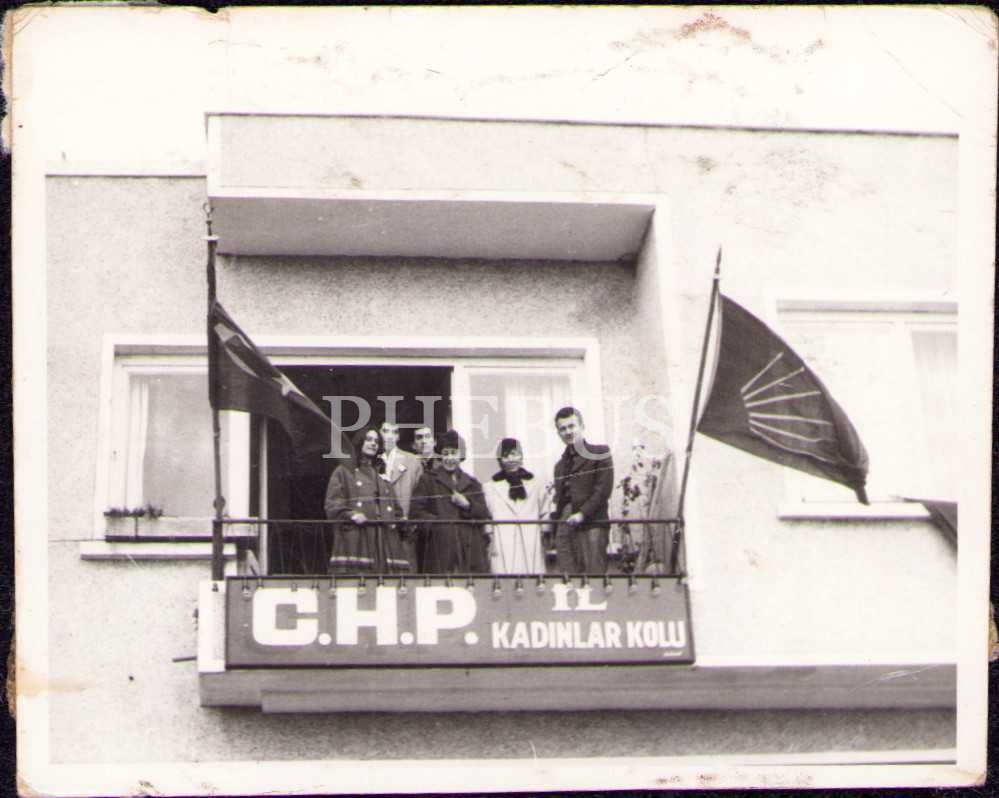 PHEBUS
C.H.P. İL
KADINLAR KOLU